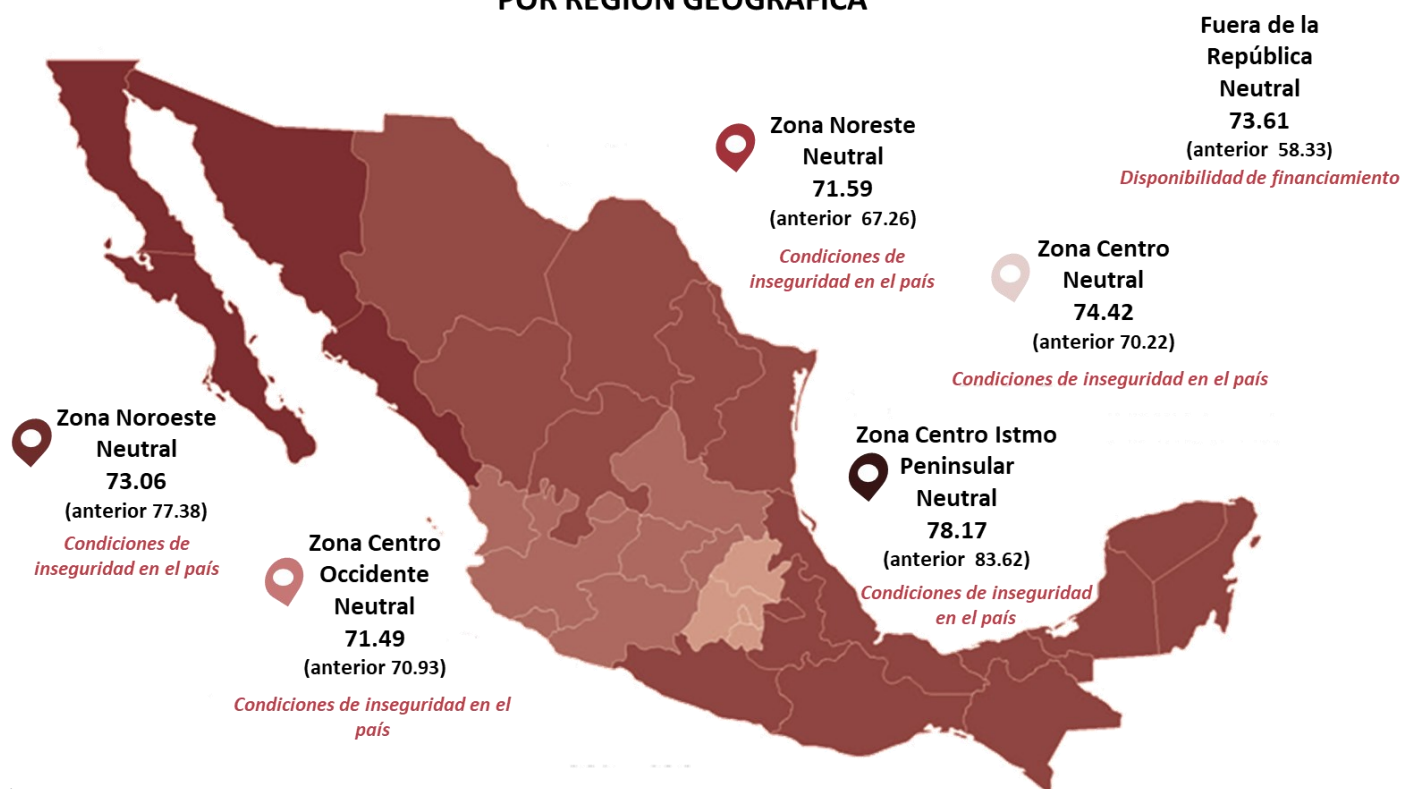 POR REGIÓN GEOGRÁFICA
Fuera de la
República
Neutral
73.61
(anterior 58.33)
Disponibilidad de financiamiento
Zona Noreste
Neutral
71.59
(anterior 67.26)
Condiciones de
inseguridad en el país
Zona Centro
Neutral
74.42
(anterior 70.22)
Condiciones de inseguridad en el país
Zona Noroeste
Neutral
73.06
(anterior 77.38)
Condiciones de
inseguridad en el país
Zona Centro Istmo
Peninsular
Neutral
78.17
(anterior 83.62)
Condiciones de inseguridad
en el país
Zona Centro
Occidente
Neutral
71.49
(anterior 70.93)
Condiciones de inseguridad en el
país